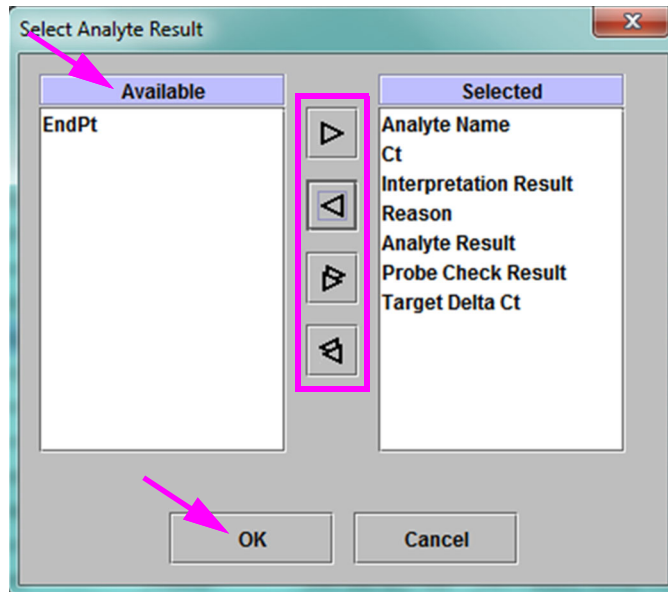 Select Analyte Result
Available
EndPt
Selected
Analyte Name
Ct
Interpretation Result
Reason
Analyte Result
Probe Check Result
Target Delta Ct
OK
Cancel